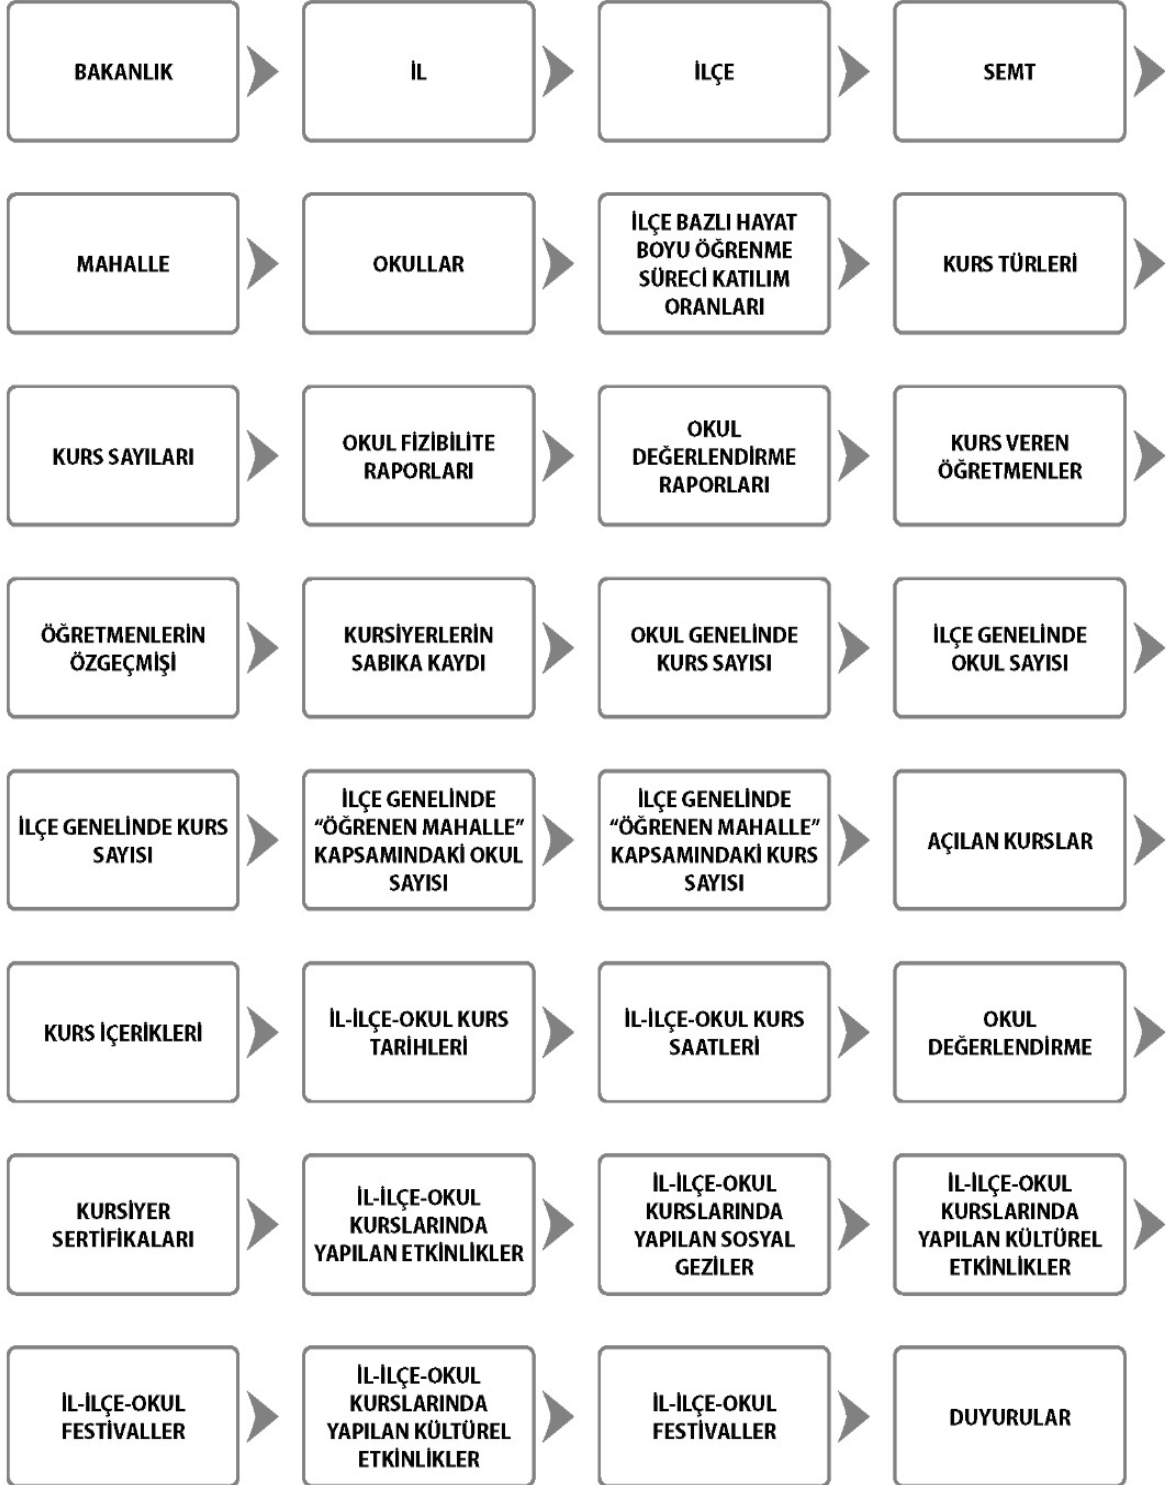 BAKANLIK
İL
İLÇE
SEMT
MAHALLE
OKULLAR
İLÇE BAZLI HAYAT
BOYU ÖĞRENME
SÜRECİ KATILIM
ORANLARI
KURS TÜRLERİ
KURS SAYILARI
OKUL FİZİBİLİTE
RAPORLARI
OKUL
DEĞERLENDİRME
RAPORLARI
KURS VEREN
ÖĞRETMENLER
ÖĞRETMENLERİN
ÖZGEÇMİŞİ
KURSİYERLERİN
SABIKA KAYDI
OKUL GENELİNDE
KURS SAYISI
İLÇE GENELİNDE
OKUL SAYISI
İLÇE GENELİNDE KURS
SAYISI
İLÇE GENELİNDE
“ÖĞRENEN MAHALLE”
KAPSAMINDAKİ OKUL
SAYISI
İLÇE GENELİNDE
“ÖĞRENEN MAHALLE”
KAPSAMINDAKİ KURS
SAYISI
AÇILAN KURSLAR
KURS İÇERİKLERİ
İL-İLÇE-OKUL KURS
TARİHLERİ
İL-İLÇE-OKUL KURS
SAATLERİ
OKUL
DEĞERLENDİRME
KURSİYER
SERTİFİKALARI
İL-İLÇE-OKUL
KURSLARINDA
YAPILAN ETKİNLİKLER
İL-İLÇE-OKUL
KURSLARINDA
YAPILAN SOSYAL
GEZİLER
İL-İLÇE-OKUL
KURSLARINDA
YAPILAN KÜLTÜREL
ETKİNLİKLER
İL-İLÇE-OKUL
FESTİVALLER
İL-İLÇE-OKUL
KURSLARINDA
YAPILAN KÜLTÜREL
ETKİNLİKLER
İL-İLÇE-OKUL
FESTİVALLER
DUYURULAR